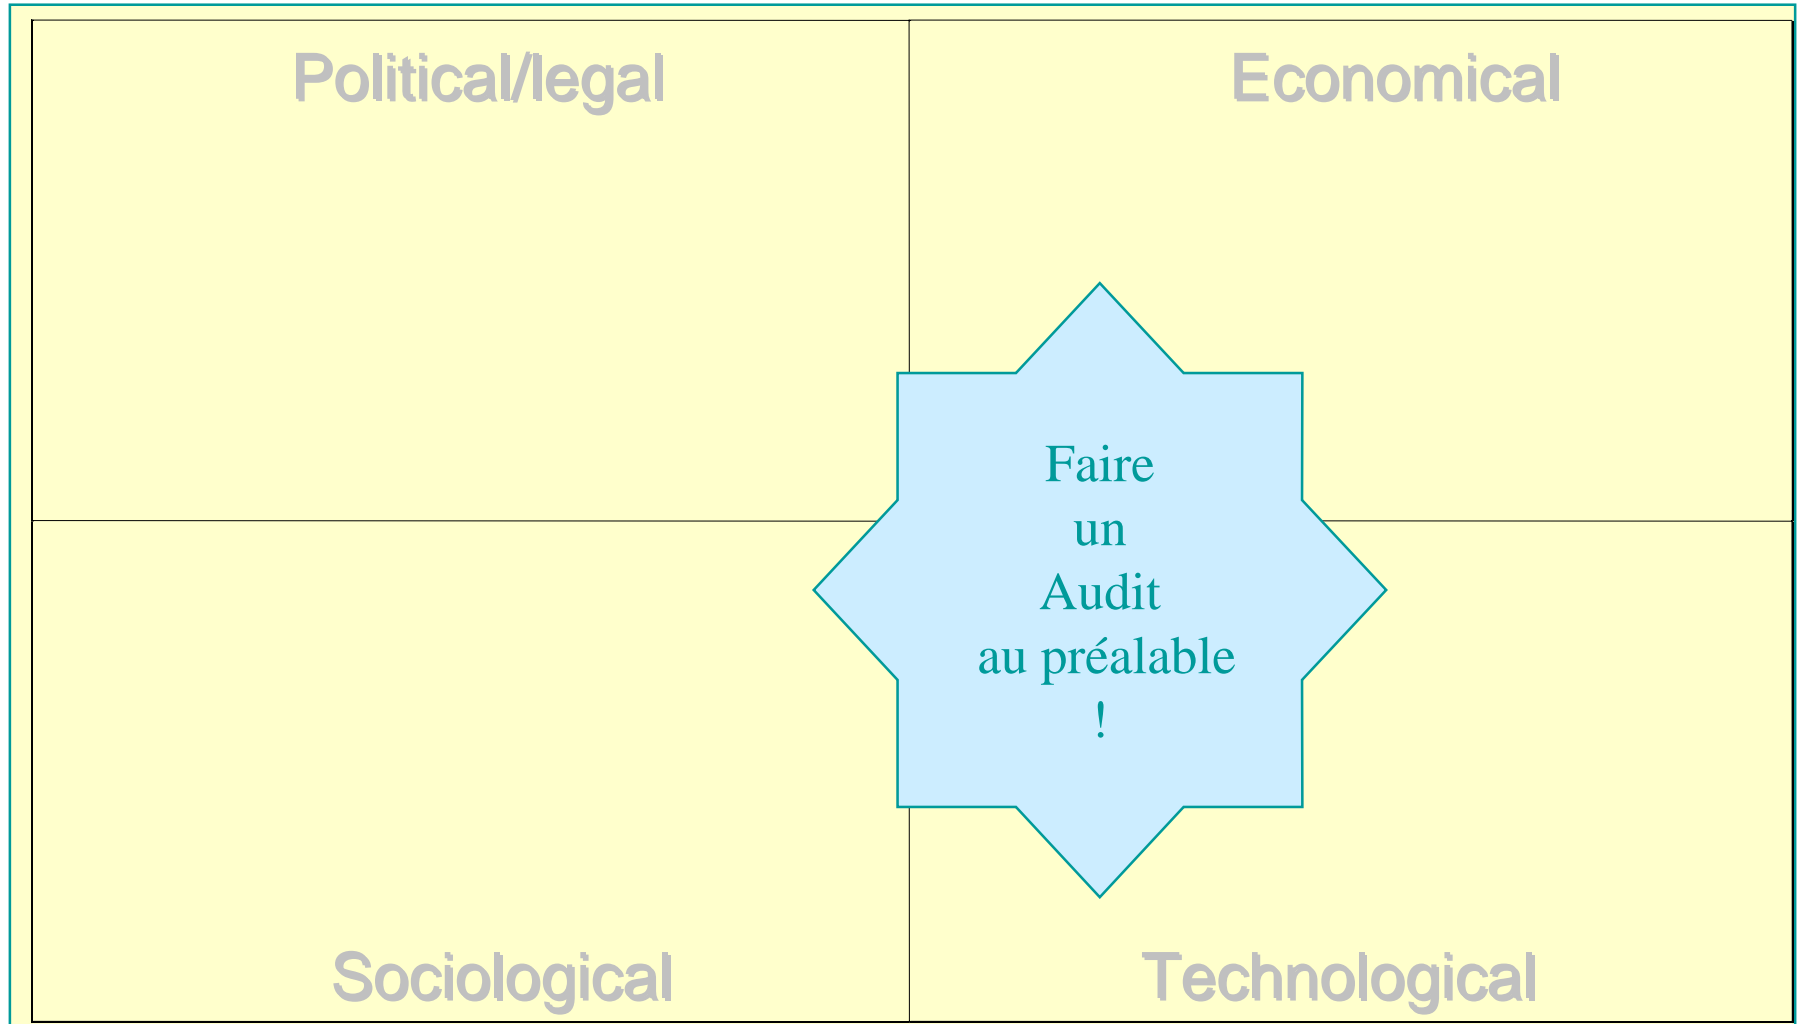 Political/legal
Economical
Faire
un
Audit
au préalable
!
Sociological
Technological